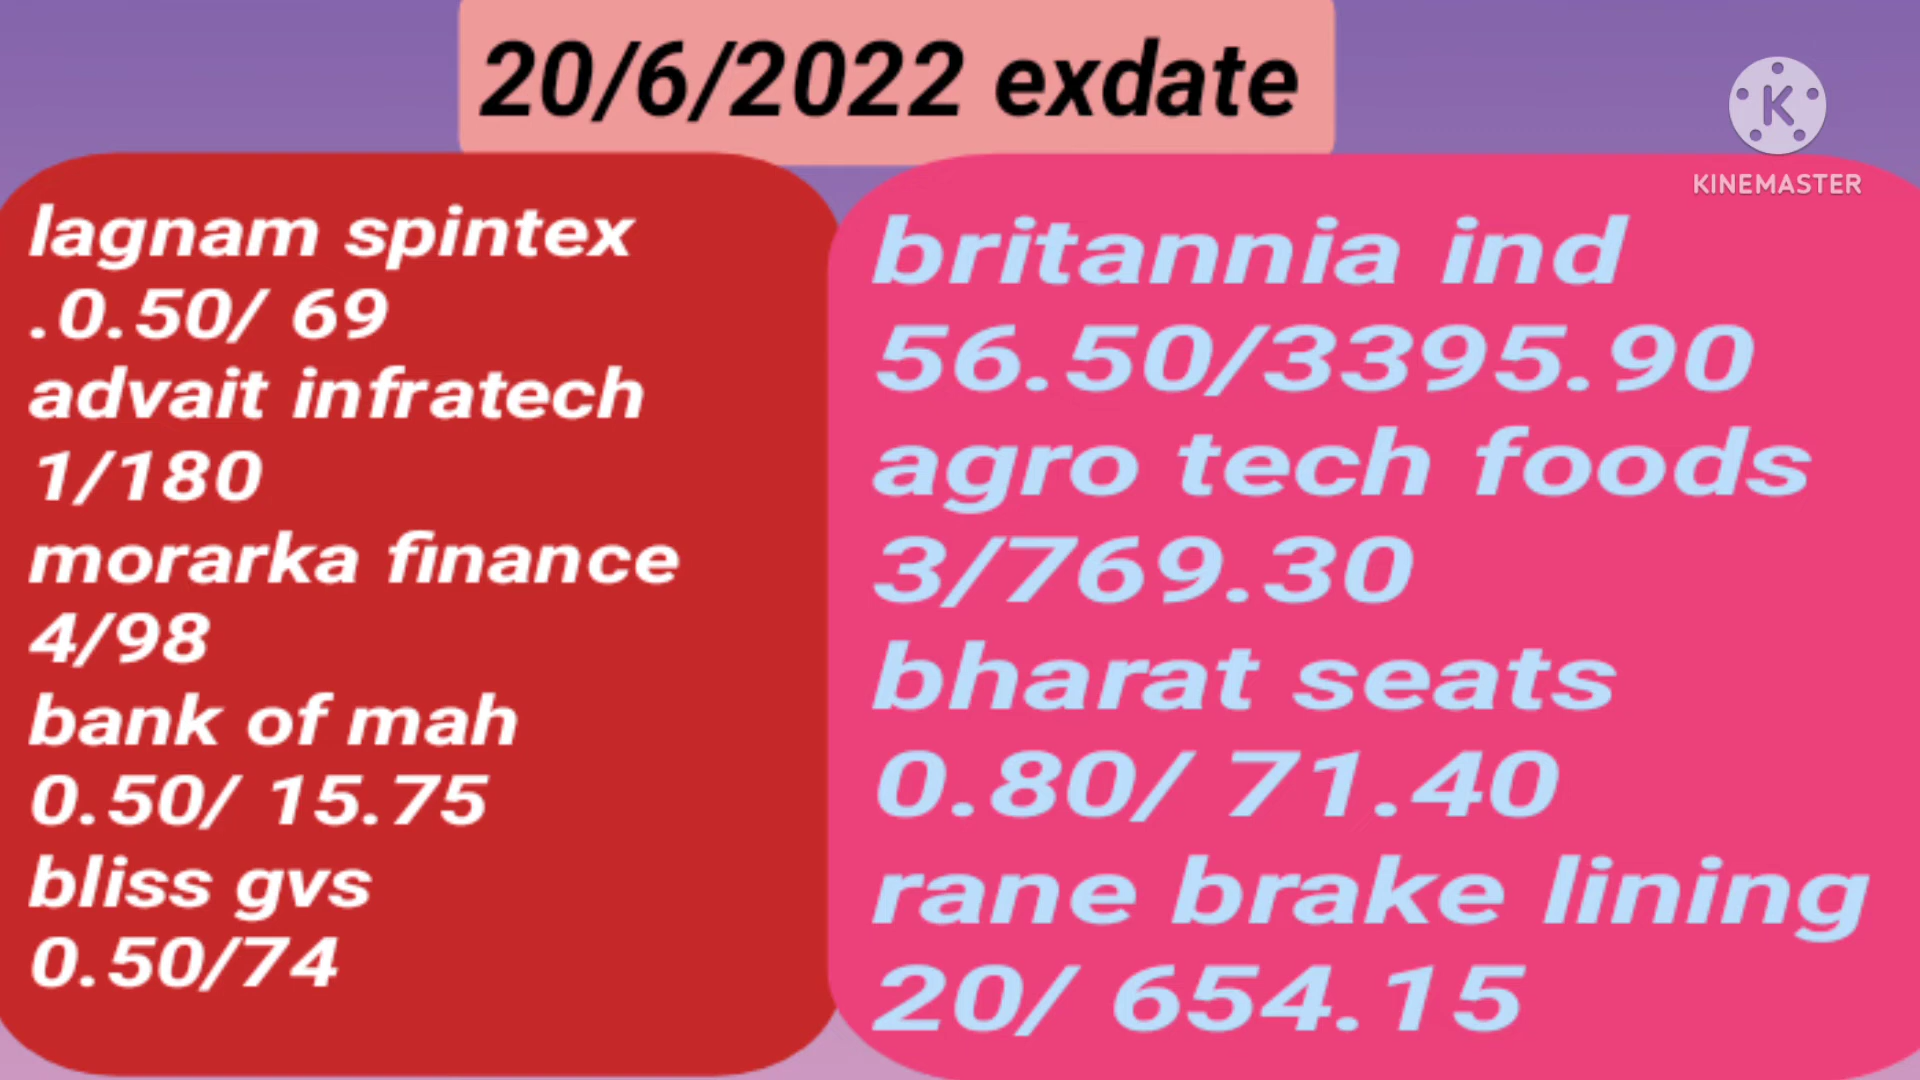 20/6/2022 exdate
lagnam spintex
.0.50/ 69
advait infratech
1/180
morarka finance
4/98
bank of mah
0.50/ 15.75
bliss gvs
0.50/74
britannia ind
56.50/3395.90
agro tech foods
3/769.30
bharat seats
0.80/ 71.40
rane brake lining
20/ 654.15
K
KINEMASTER